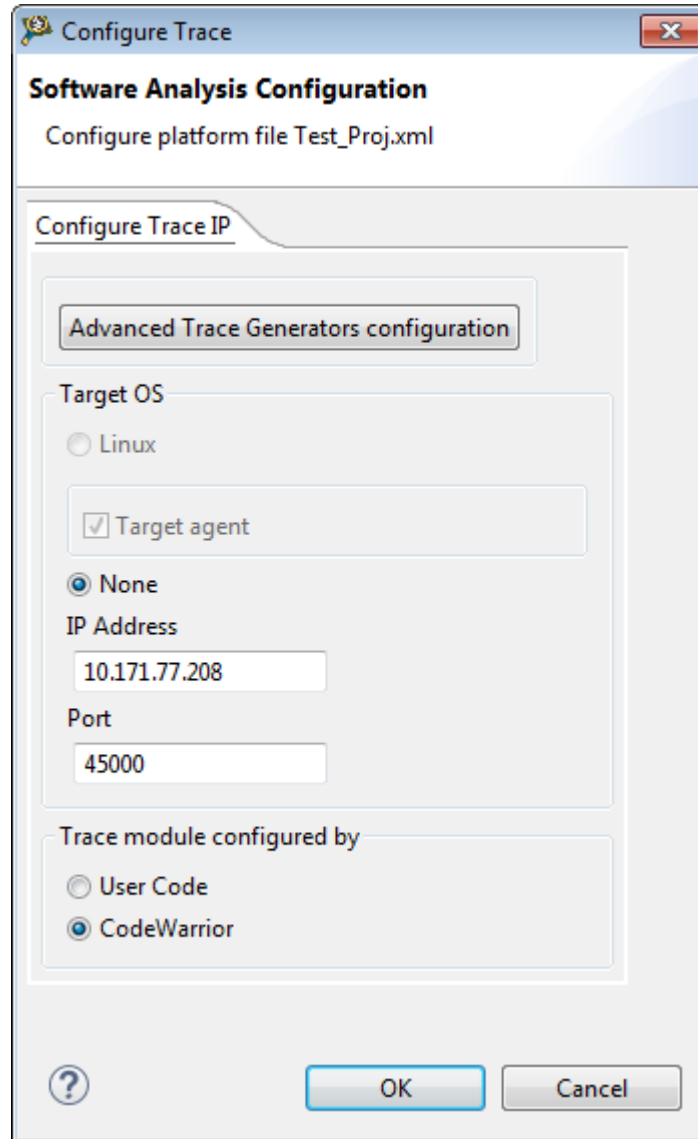 Configure Trace
Software Analysis Configuration
Configure platform file Test_Proj.xml
Configure Trace IP
Advanced Trace Generators configuration
Target OS
Linux
Target agent
None
IP Address
10.171.77.208
Port
45000
Trace module configured by
User Code
CodeWarrior
?
OK
Cancel